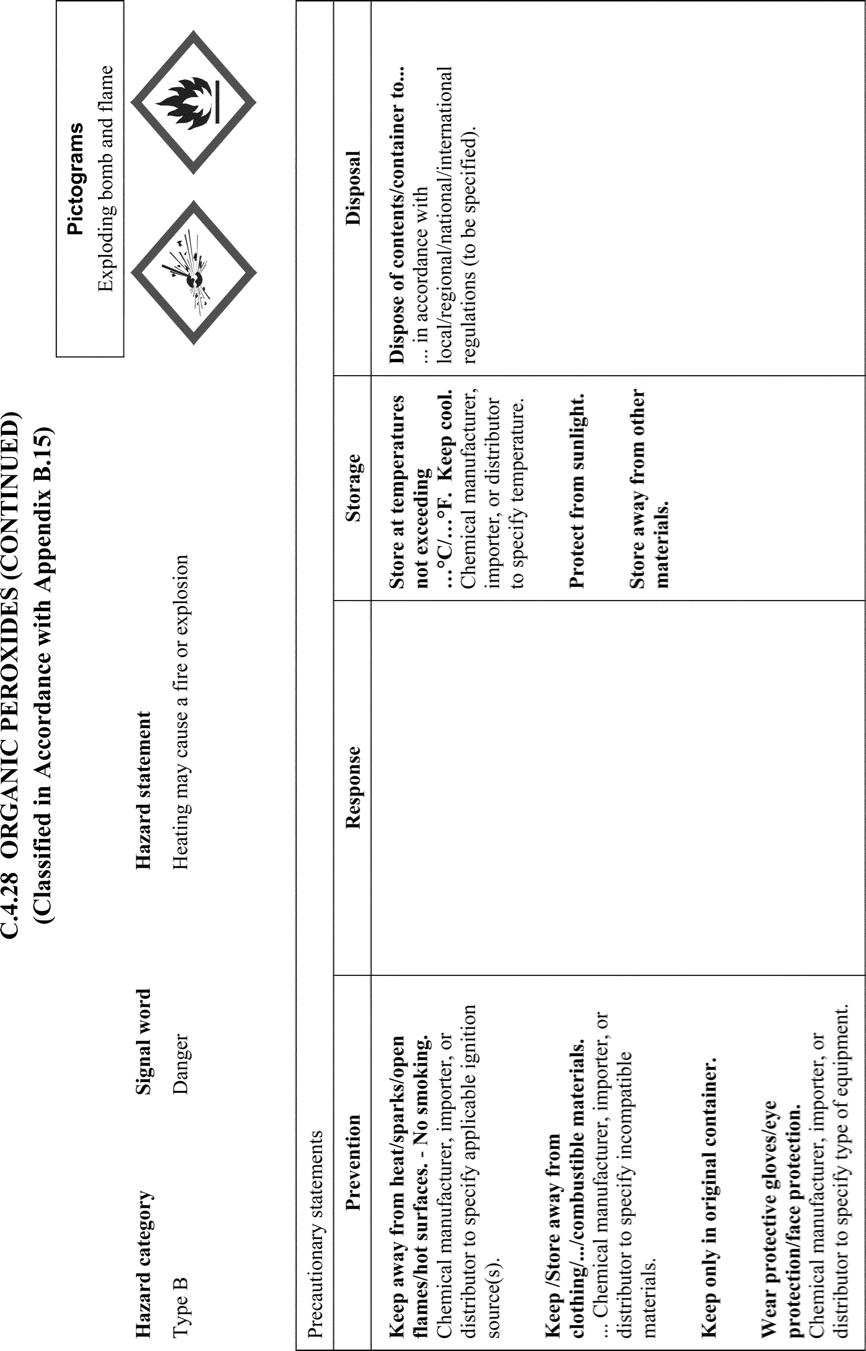 C.4.28 ORGANIC PEROXIDES (CONTINUED)
(Classified in Accordance with Appendix B.15)
Pictograms
Exploding bomb and flame
Hazard category
Signal word
Hazard statement
Type B
Danger
Heating may cause a fire or explosion
Precautionary statements
Prevention
Response
Storage
Disposal
Keep away from heat/sparks/open
flames/hot surfaces. - No smoking.
Chemical manufacturer, importer, or
distributor to specify applicable ignition
source(s).
Keep /Store away from
clothing/.../combustible materials.
... Chemical manufacturer, importer, or
distributor to specify incompatible
materials.
Keep only in original container.
Wear protective gloves/eye
protection/face protection.
Chemical manufacturer, importer, or
distributor to specify type of equipment.
Store at temperatures
not exceeding
...°C/...°F. Keep cool.
Chemical manufacturer,
importer, or distributor
to specify temperature.
Protect from sunlight.
Store away from other
materials.
Dispose of contents/container to...
... in accordance with
local/regional/national/international
regulations (to be specified).